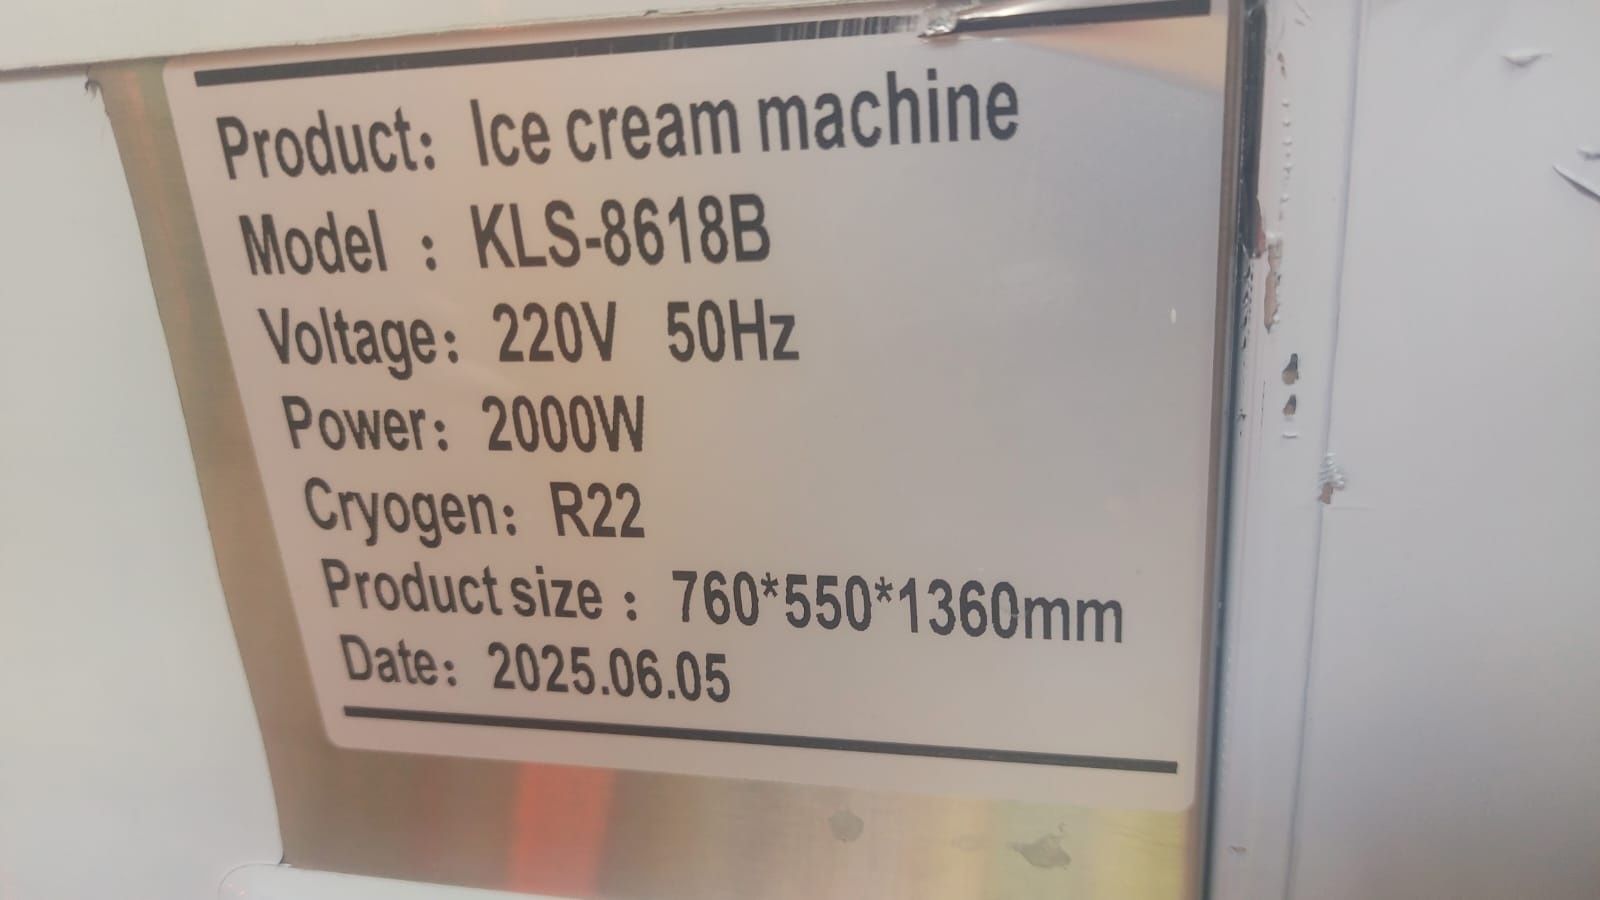 Product: Ice cream machine
Model : KLS-8618B
Voltage: 220V 50Hz
Power: 2000W
Cryogen: R22
Product size : 760*550*1360mm
Date: 2025.06.05